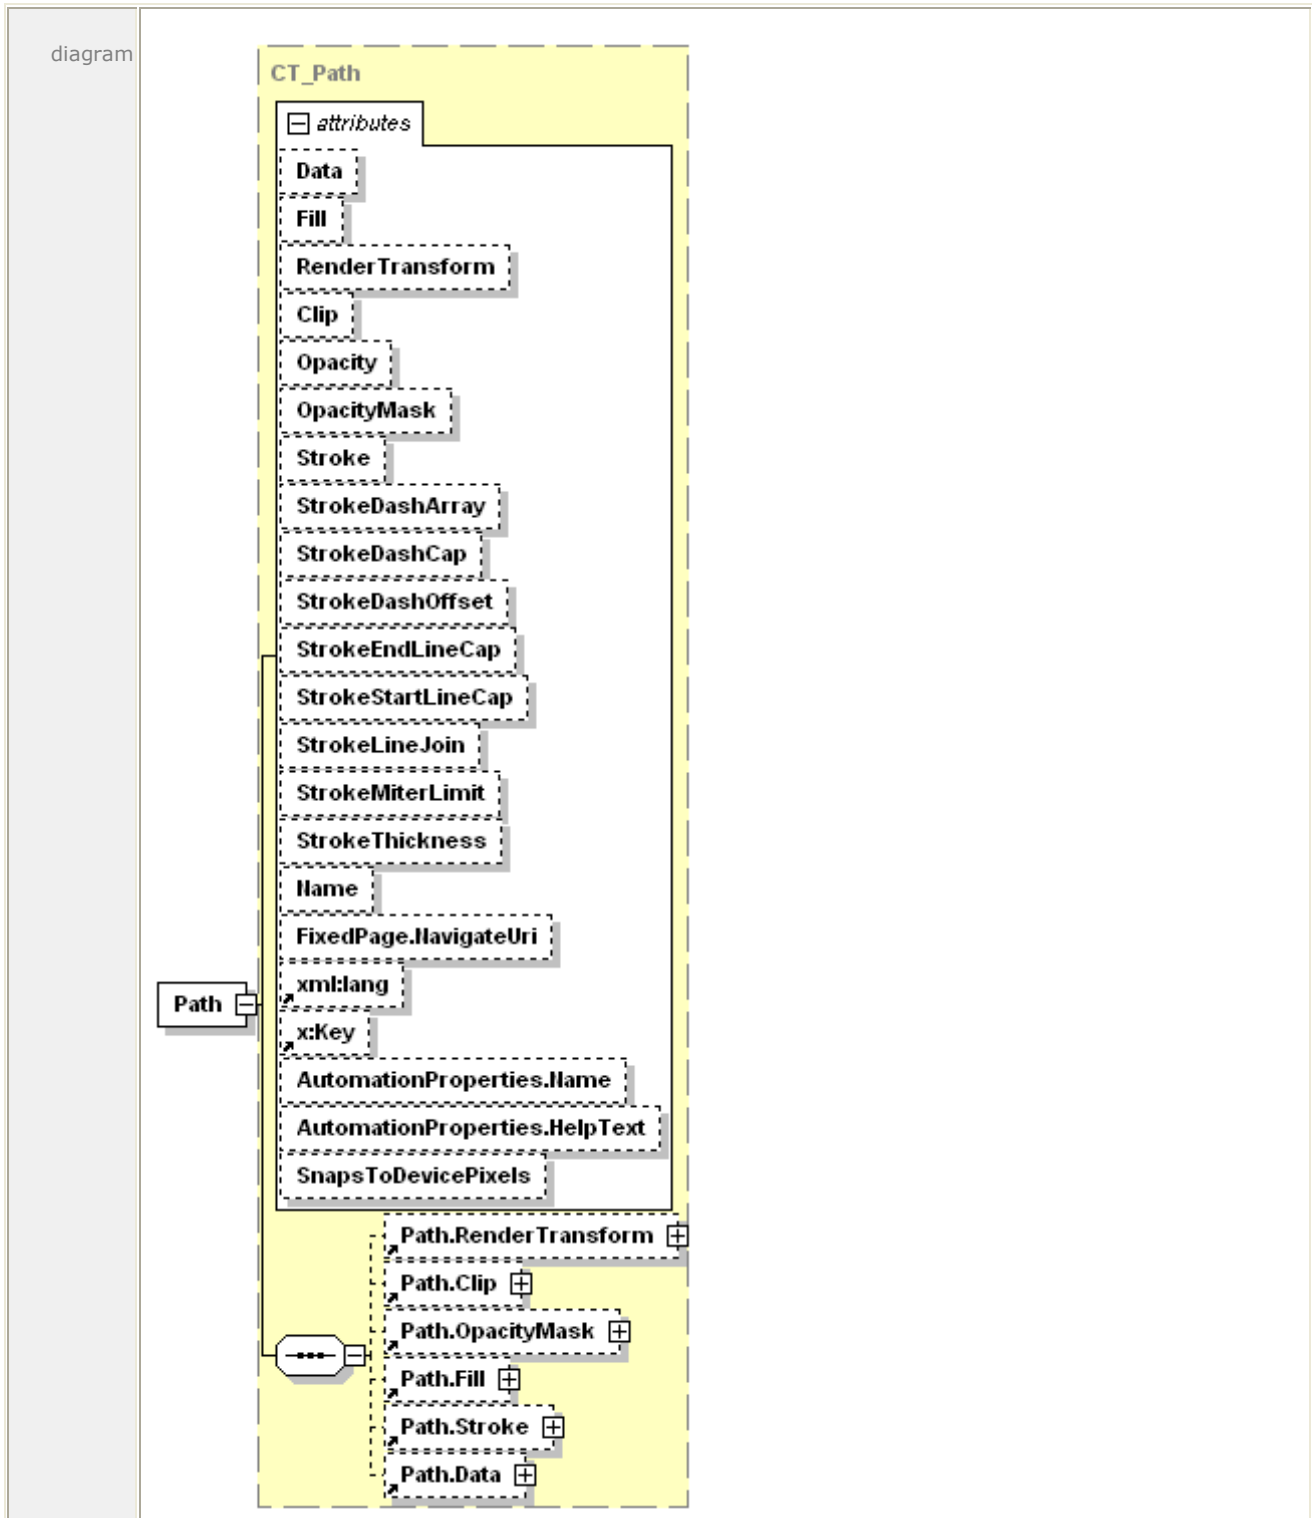 diagram
CT_Path
attributes
Data
Fill
RenderTransform
Clip
Opacity
OpacityMask
Stroke
StrokeDashArray
StrokeDashCap
StrokeDashOffset
StrokeEndLineCap
StrokeStartLineCap
StrokeLineJoin
StrokeMiterLimit
StrokeThickness
Name
FixedPage.NavigateUri
xml:lang
Path
x:Key
AutomationProperties.Name
AutomationProperties.HelpText
SnapsToDevicePixels
Path.RenderTransform
Path.Clip
Path.OpacityMask
Path.Fill
Path.Stroke
Path.Data